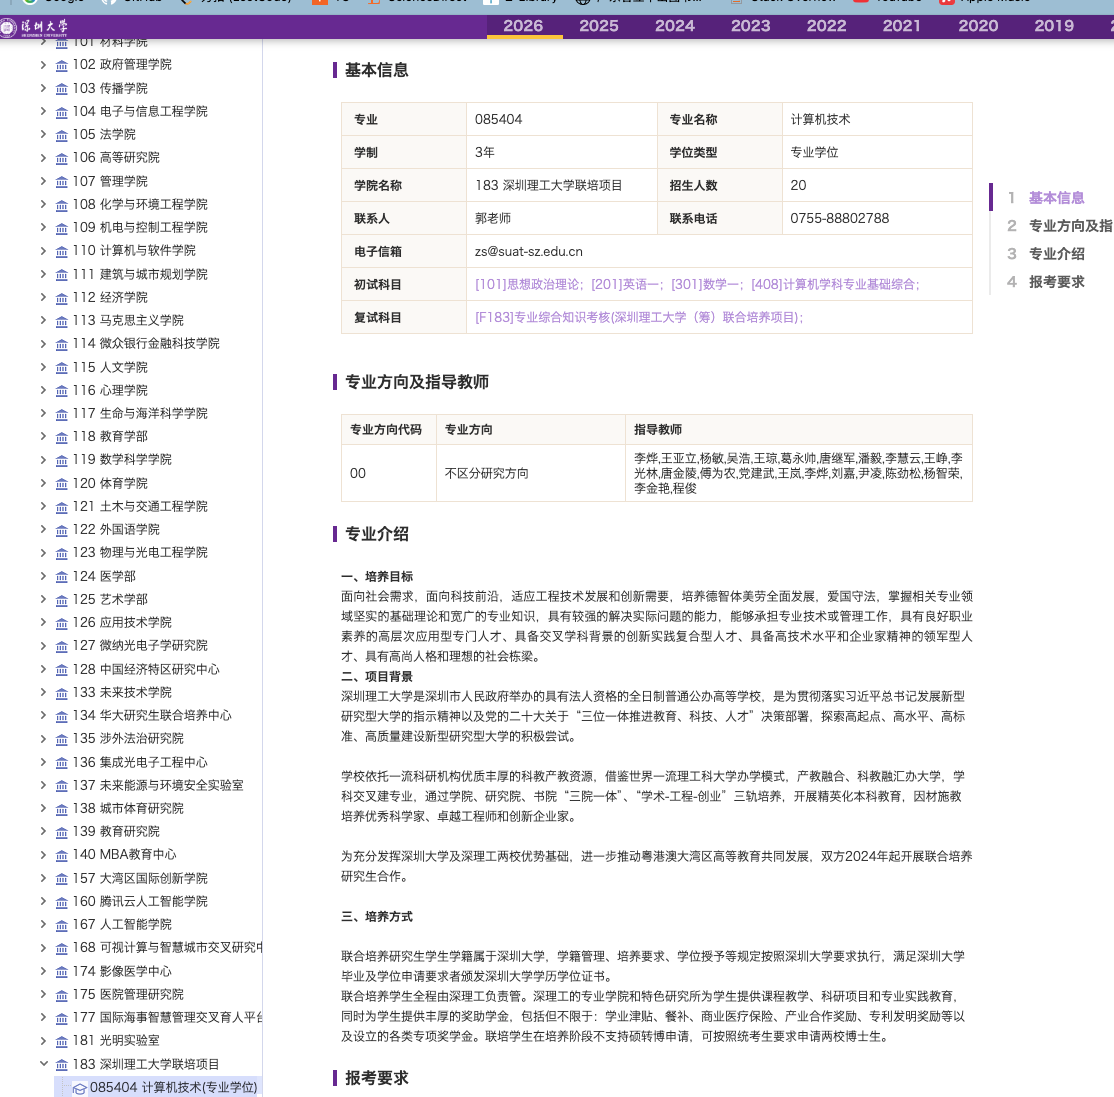 Google
2026 2025 2024 2023 2022 2021 2020 2019
深圳大学
101 材料学院
102 政府管理学院
103 传播学院
104 电子与信息工程学院
105 法学院
106 高等研究院
107 管理学院
108 化学与环境工程学院
109 机电与控制工程学院
110 计算机与软件学院
111 建筑与城市规划学院
112 经济学院
113 马克思主义学院
114 微众银行金融科技学院
115 人文学院
116 心理学院
117 生命与海洋科学学院
118 教育学部
119 数学科学学院
120 体育学院
121 土木与交通工程学院
122 外国语学院
123 物理与光电工程学院
124 医学部
125 艺术学部
126 应用技术学院
127 微纳光电子学研究院
128 中国经济特区研究中心
133 未来技术学院
134 华大研究生联合培养中心
135 涉外法治研究院
136 集成光电子工程中心
137 未来能源与环境安全实验室
138 城市体育研究院
139 教育研究院
140 MBA教育中心
157 大湾区国际创新学院
160 腾讯云人工智能学院
167 人工智能学院
168 可视计算与智慧城市交叉研究中
174 影像医学中心
175 医院管理研究院
177 国际海事智慧管理交叉育人平台
181 光明实验室
183 深圳理工大学联培项目
085404 计算机技术(专业学位)
基本信息
专业 085404 专业名称 计算机技术
学制 3年 学位类型 专业学位
学院名称 183 深圳理工大学联培项目 招生人数 20
联系人 郭老师 联系电话 0755-88802788
电子信箱 zs@suat-sz.edu.cn
初试科目 [101]思想政治理论；[201]英语一；[301]数学一；[408]计算机学科专业基础综合；
复试科目 [F183]专业综合知识考核(深圳理工大学（筹）联合培养项目)；
专业方向及指导教师
专业方向代码 专业方向 指导教师
00 不区分研究方向 李烨,王亚立,杨敏,吴浩,王琼,葛永帅,唐继军,潘毅,李慧云,王峥,李
光林,唐金陵,傅为农,党建武,王岚,李烨,刘嘉,尹凌,陈劲松,杨智荣,
李金艳,程俊
专业介绍
一、培养目标
面向社会需求，面向科技前沿，适应工程技术发展和创新需要，培养德智体美劳全面发展，爱国守法，掌握相关专业领
域坚实的基础理论和宽广的专业知识，具有较强的解决实际问题的能力，能够承担专业技术或管理工作，具有良好职业
素养的高层次应用型专门人才、具备交叉学科背景的创新实践复合型人才、具备高技术水平和企业家精神的领军型人
才、具有高尚人格和理想的社会栋梁。
二、项目背景
深圳理工大学是深圳市人民政府举办的具有法人资格的全日制普通公办高等学校，是为贯彻落实习近平总书记发展新型
研究型大学的指示精神以及党的二十大关于“三位一体推进教育、科技、人才”决策部署，探索高起点、高水平、高标
准、高质量建设新型研究型大学的积极尝试。
学校依托一流科研机构优质丰厚的科教产教资源，借鉴世界一流理工科大学办学模式，产教融合、科教融汇办大学，学
科交叉建专业，通过学院、研究院、书院“三院一体”、“学术-工程-创业”三轨培养，开展精英化本科教育，因材施教
培养优秀科学家、卓越工程师和创新企业家。
为充分发挥深圳大学及深理工两校优势基础，进一步推动粤港澳大湾区高等教育共同发展，双方2024年起开展联合培养
研究生合作。
三、培养方式
联合培养研究生学生学籍属于深圳大学，学籍管理、培养要求、学位授予等规定按照深圳大学要求执行，满足深圳大学
毕业及学位申请要求者颁发深圳大学学历学位证书。
联合培养学生全程由深理工负责管。深理工的专业学院和特色研究所为学生提供课程教学、科研项目和专业实践教育，
同时为学生提供丰厚的奖助学金，包括但不限于：学业津贴、餐补、商业医疗保险、产业合作奖励、专利发明奖励等以
及设立的各类专项奖学金。联培学生在培养阶段不支持硕转博申请，可按照统考生要求申请两校博士生。
报考要求
1 基本信息
2 专业方向及指
3 专业介绍
4 报考要求